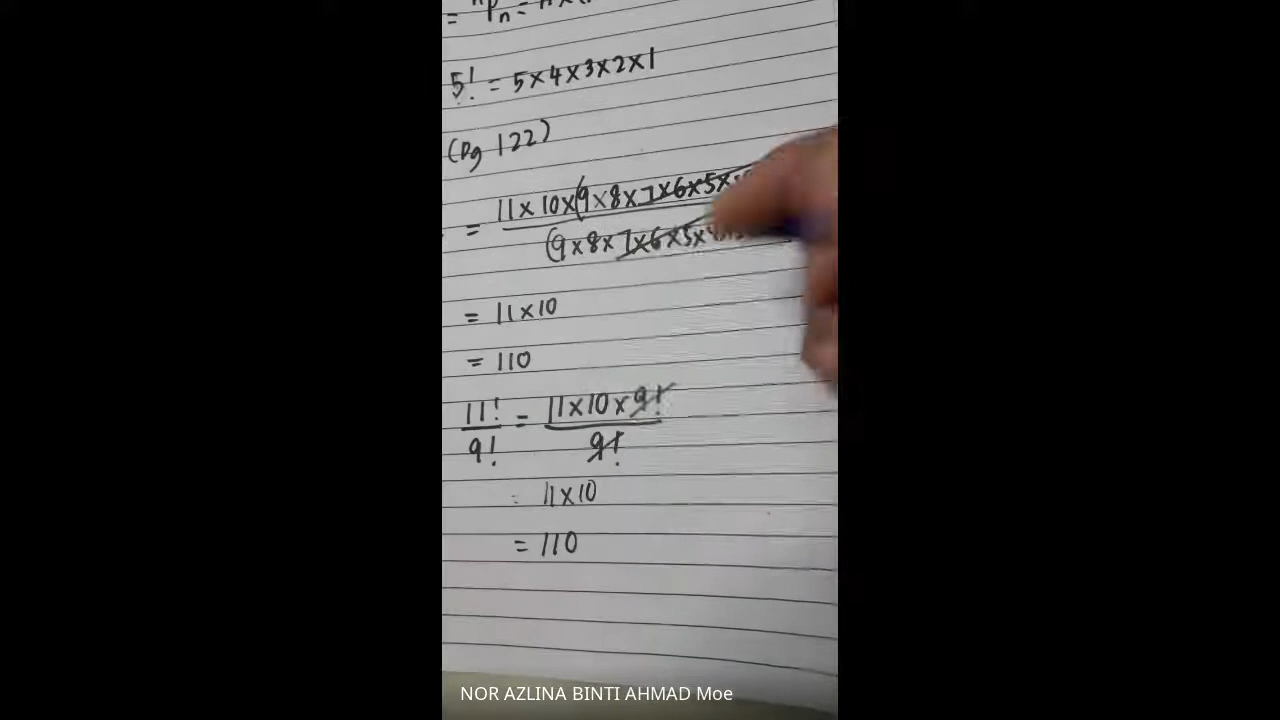 = ⁿPₙ = n ×
5! = 5×4×3×2×1
(Pg 122)
= 11×10×(9×8×7×6×5×
(9×8×7×6×5×
= 11×10
= 110
11!/9! = 11×10×9!/9!
= 11×10
= 110
NOR AZLINA BINTI AHMAD Moe